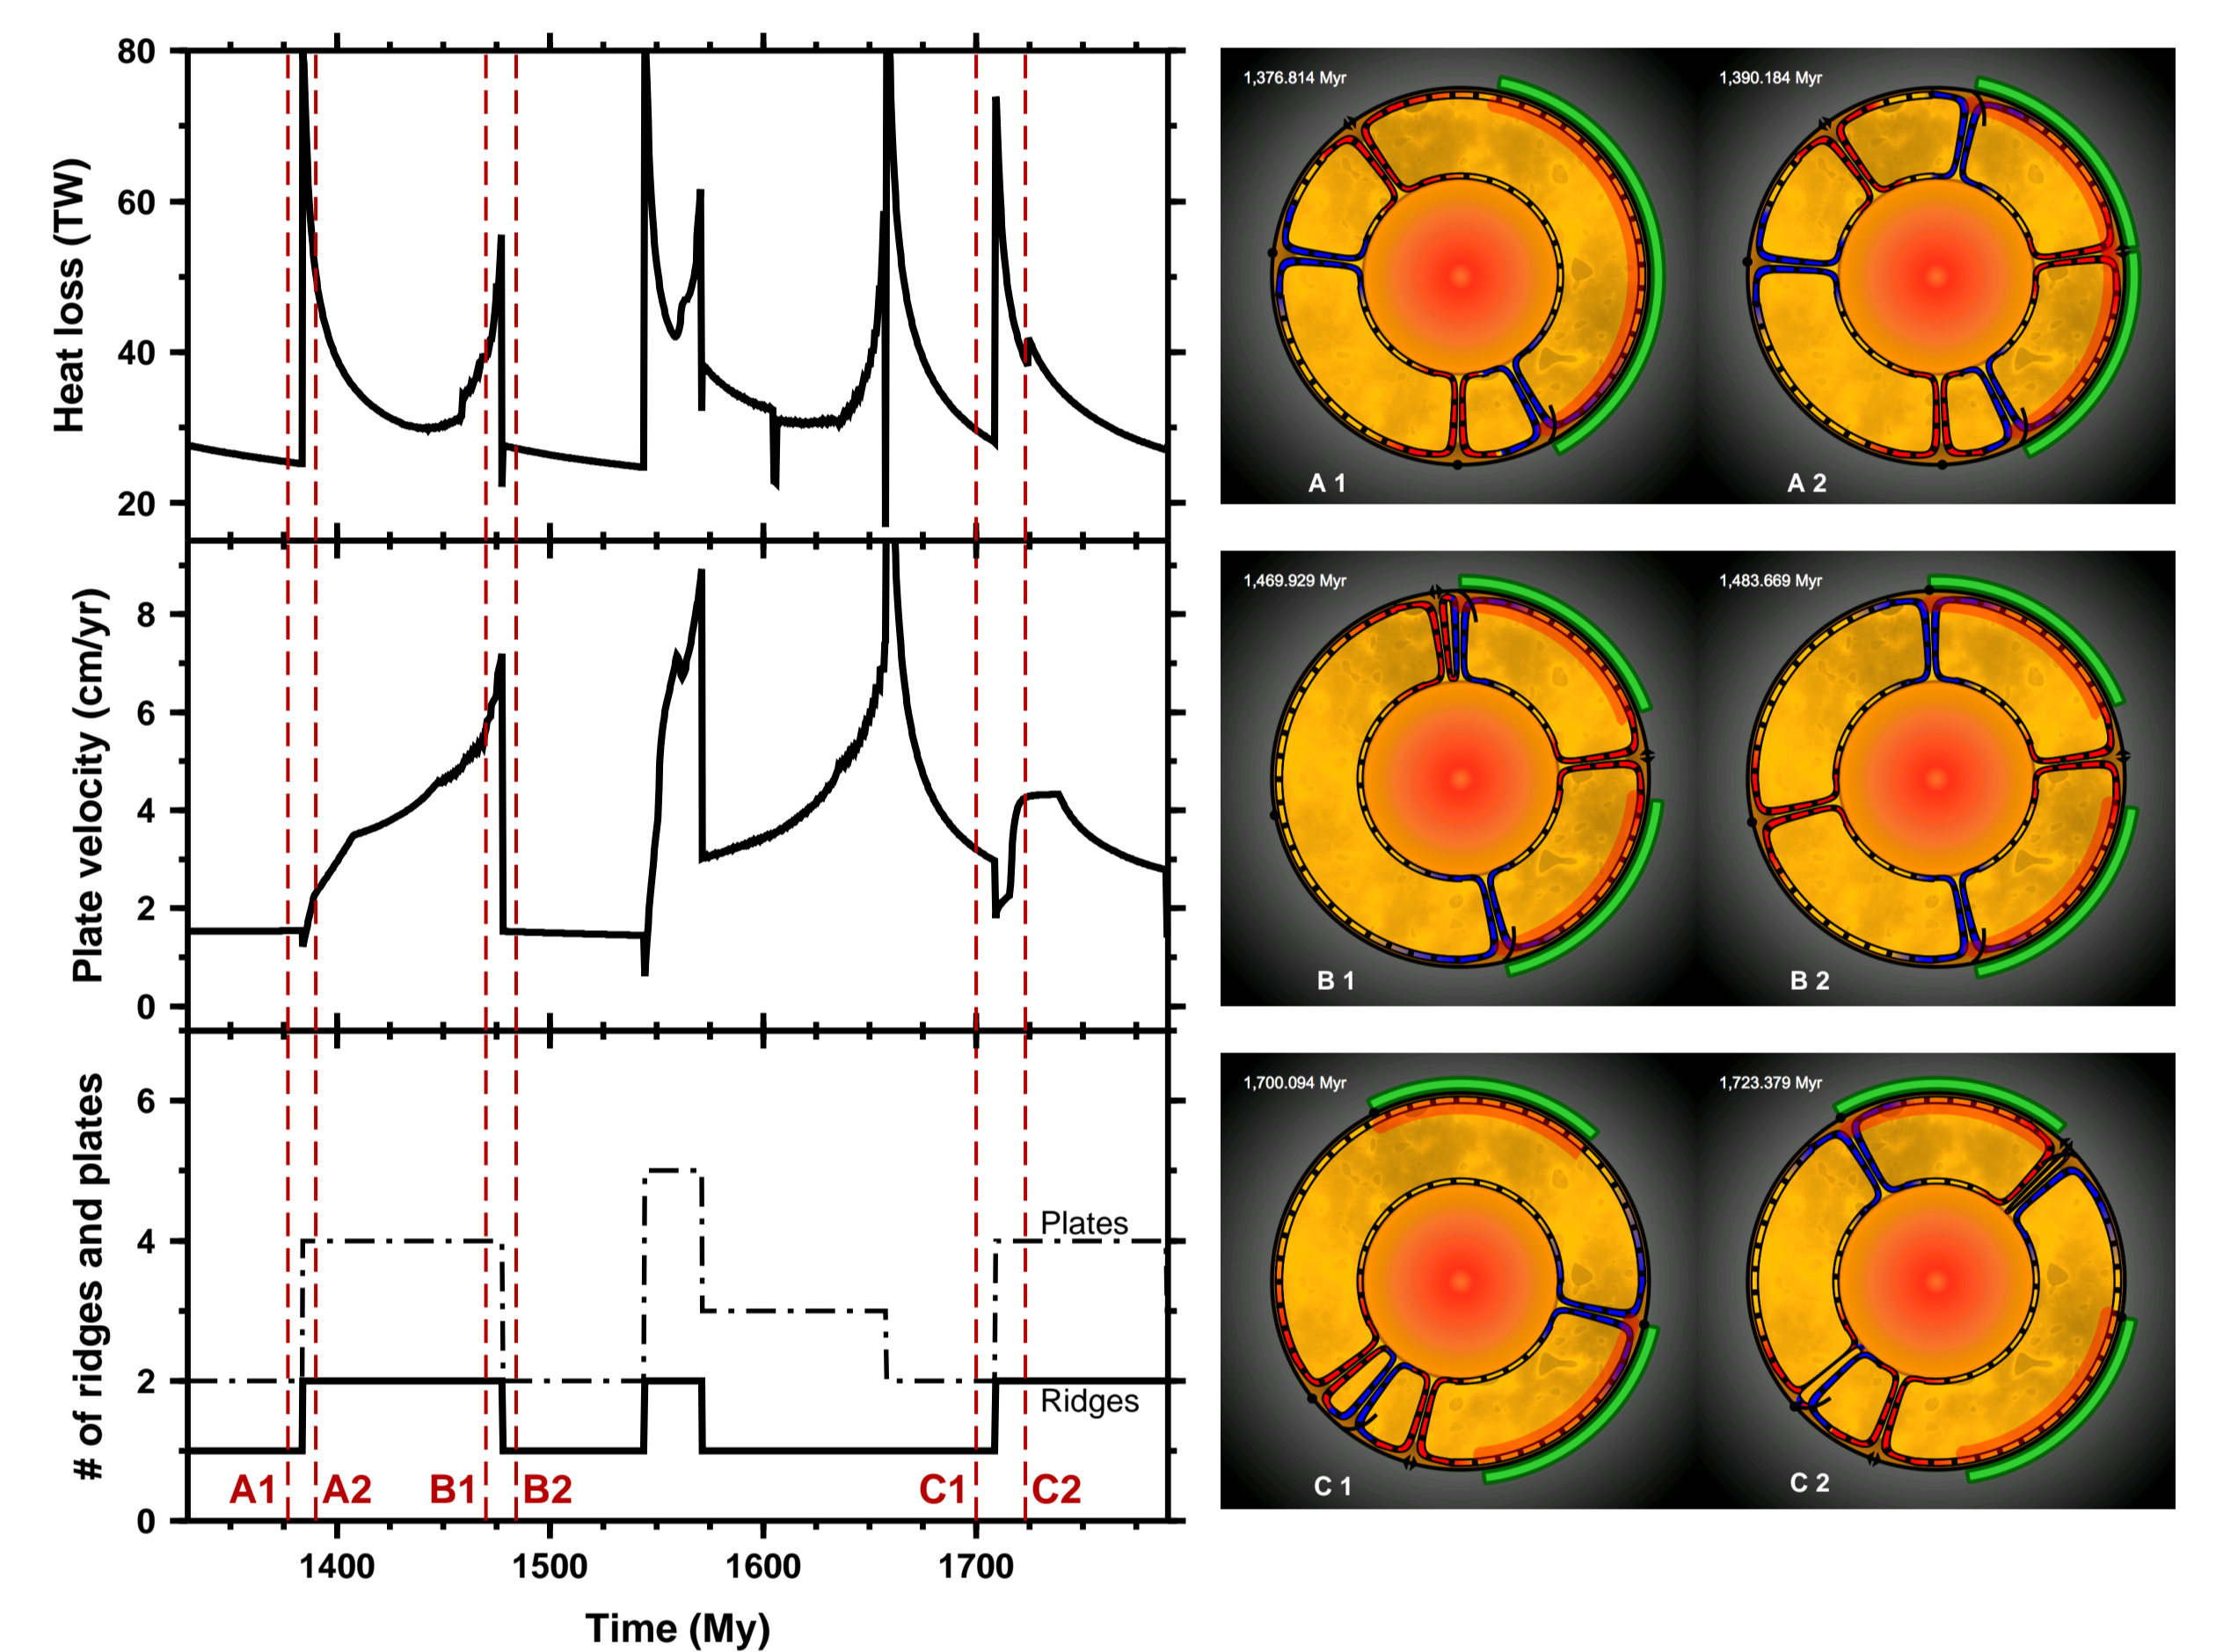 Heat loss (TW)
80
60
40
20
Plate velocity (cm/yr)
8
6
4
2
0
# of ridges and plates
6
4
2
0
Plates
Ridges
A1 A2 B1 B2 C1 C2
1400 1500 1600 1700
Time (My)
1,376.814 Myr
A 1
1,390.184 Myr
A 2
1,469.929 Myr
B 1
1,483.669 Myr
B 2
1,700.094 Myr
C 1
1,723.379 Myr
C 2